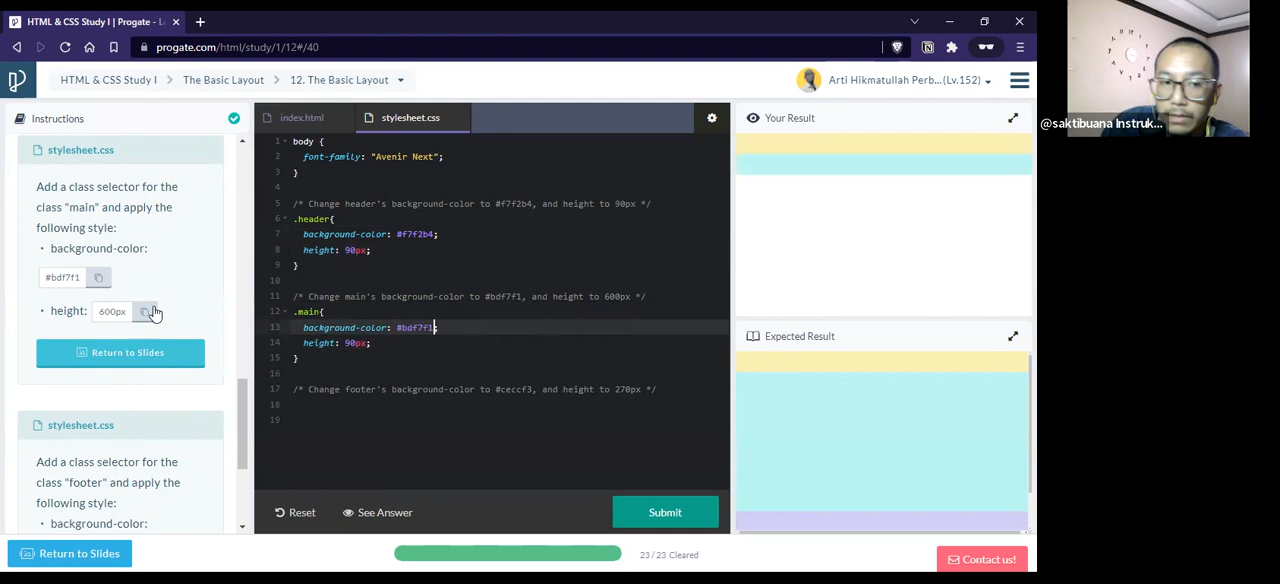 HTML & CSS Study I | Progate - L
progate.com/html/study/1/12#/40
HTML & CSS Study I
The Basic Layout
12. The Basic Layout
Arti Hikmatullah Perb...(Lv.152)
@saktibuana Instruk...
Instructions
stylesheet.css
Add a class selector for the
class "main" and apply the
following style:
• background-color:
#bdf7f1
• height: 600px
Return to Slides
stylesheet.css
Add a class selector for the
class "footer" and apply the
following style:
• background-color:
index.html
stylesheet.css
1 body {
2 font-family: "Avenir Next";
3 }
4
5 /* Change header's background-color to #f7f2b4, and height to 90px */
6 .header{
7 background-color: #f7f2b4;
8 height: 90px;
9 }
10
11 /* Change main's background-color to #bdf7f1, and height to 600px */
12 .main{
13 background-color: #bdf7f1;
14 height: 90px;
15 }
16
17 /* Change footer's background-color to #ceccf3, and height to 270px */
18
19
Reset
See Answer
Submit
Your Result
Expected Result
Return to Slides
23 / 23 Cleared
Contact us!